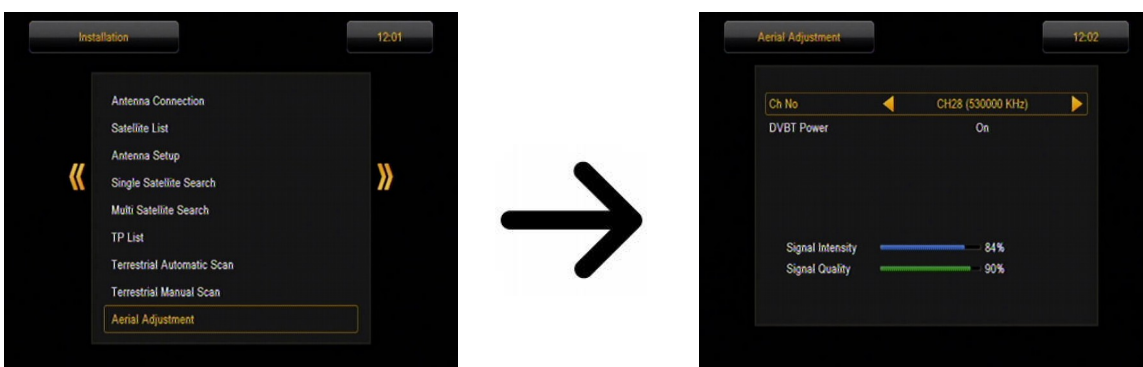 Installation
12:01
Antenna Connection
Satellite List
Antenna Setup
Single Satellite Search
Multi Satellite Search
TP List
Terrestrial Automatic Scan
Terrestrial Manual Scan
Aerial Adjustment
Aerial Adjustment
12:02
Ch No CH28 (530000 KHz)
DVBT Power On
Signal Intensity 84%
Signal Quality 90%